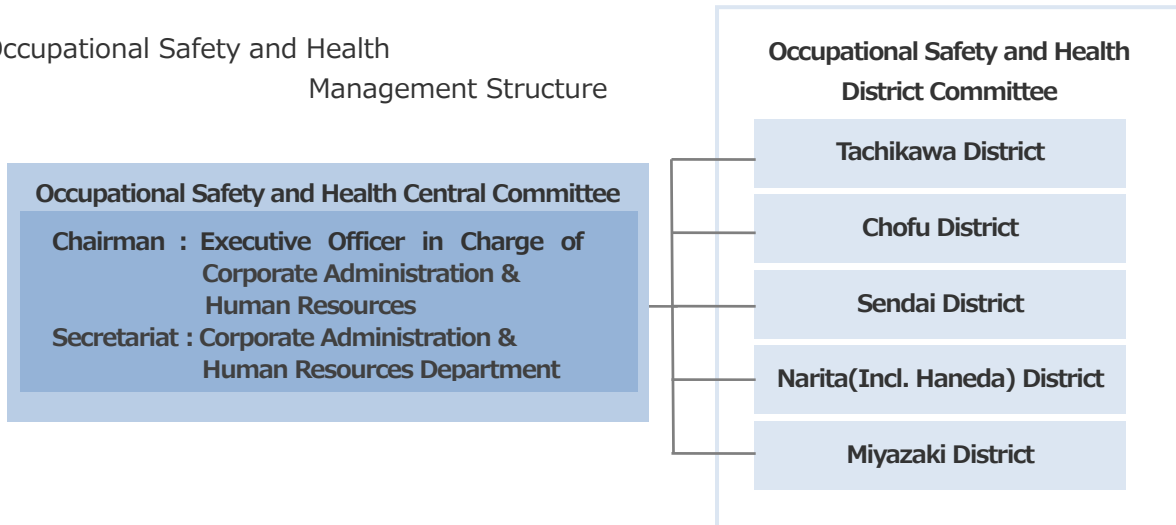 Occupational Safety and Health
Management Structure
Occupational Safety and Health Central Committee
Chairman : Executive Officer in Charge of
Corporate Administration &
Human Resources
Secretariat : Corporate Administration &
Human Resources Department
Occupational Safety and Health
District Committee
Tachikawa District
Chofu District
Sendai District
Narita(Incl. Haneda) District
Miyazaki District